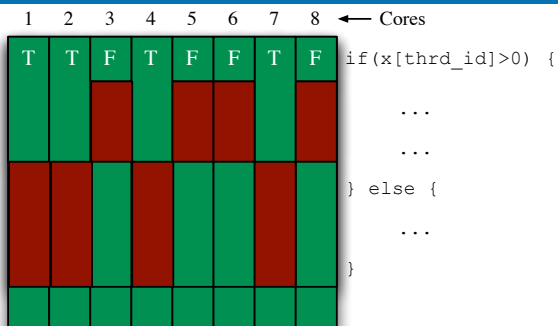 1 2 3 4 5 6 7 8 Cores
T T F T F F T F if(x[thrd_id]>0) {
...
...
} else {
...
}